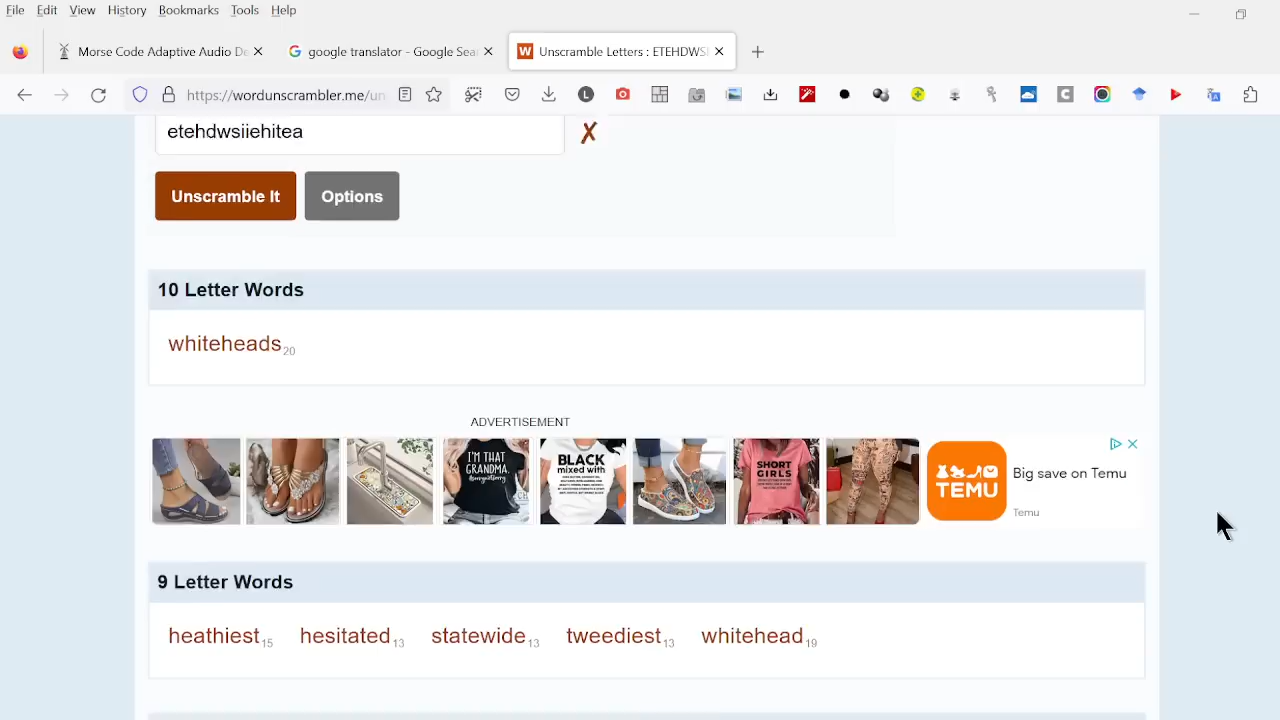 File Edit View History Bookmarks Tools Help
Morse Code Adaptive Audio De
google translator - Google Sea
W Unscramble Letters : ETEHDWSI
https://wordunscrambler.me/un
etehdwsiiehitea
X
Unscramble It Options
10 Letter Words
whiteheads 20
ADVERTISEMENT
I'M THAT GRANDMA.
BLACK mixed with
SHORT GIRLS
TEMU
Big save on Temu
Temu
9 Letter Words
heathiest 15 hesitated 13 statewide 13 tweediest 13 whitehead 19